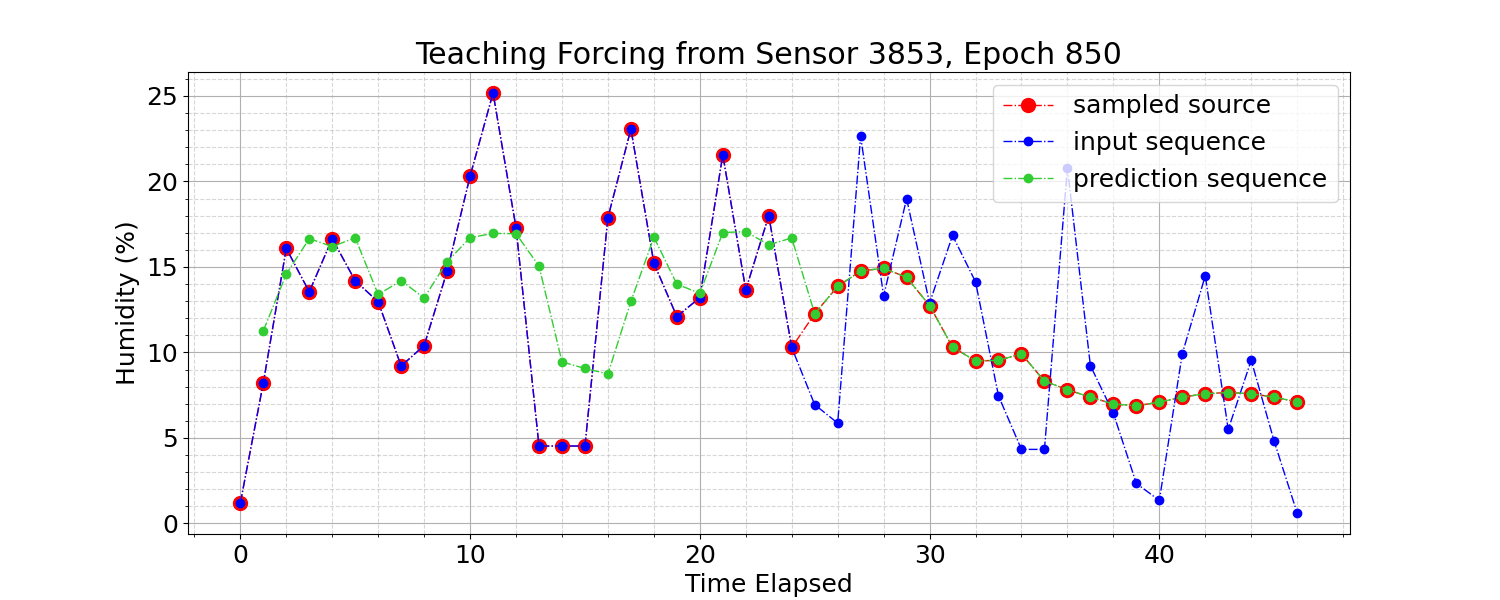 Teaching Forcing from Sensor 3853, Epoch 850
Humidity (%)
25
20
15
10
5
0
sampled source
input sequence
prediction sequence
0 10 20 30 40
Time Elapsed